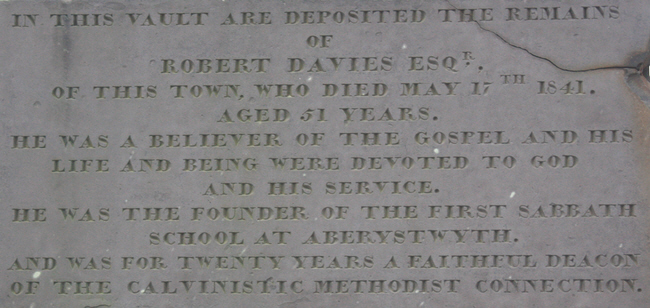 IN THIS VAULT ARE DEPOSITED THE REMAINS
OF
ROBERT DAVIES ESQR.
OF THIS TOWN, WHO DIED MAY 17TH 1841.
AGED 51 YEARS.
HE WAS A BELIEVER OF THE GOSPEL AND HIS
LIFE AND BEING WERE DEVOTED TO GOD
AND HIS SERVICE.
HE WAS THE FOUNDER OF THE FIRST SABBATH
SCHOOL AT ABERYSTWYTH.
AND WAS FOR TWENTY YEARS A FAITHFUL DEACON
OF THE CALVINISTIC METHODIST CONNECTION.